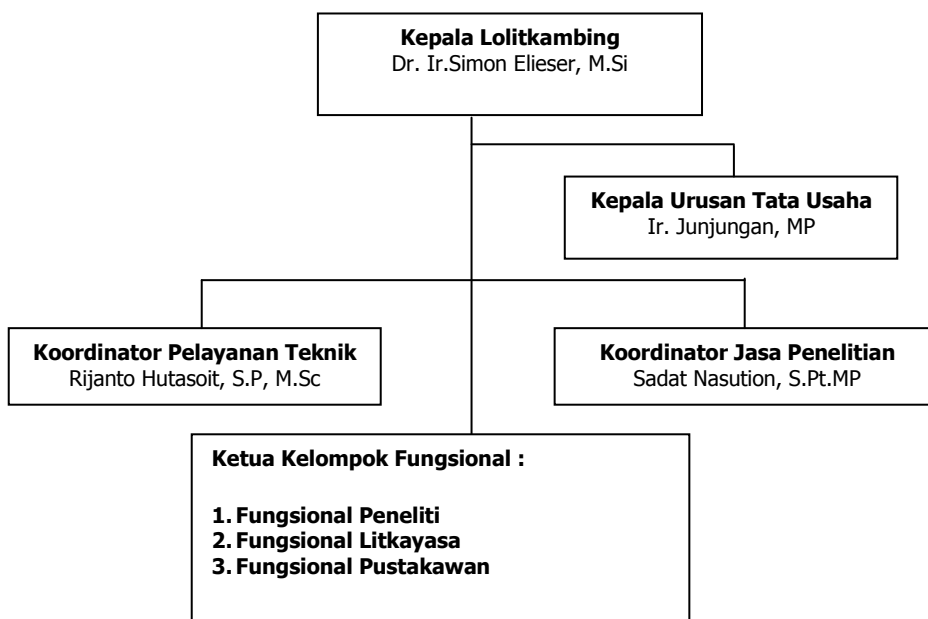 Kepala Lolitkambing
Dr. Ir.Simon Elieser, M.Si
Kepala Urusan Tata Usaha
Ir. Junjungan, MP
Koordinator Pelayanan Teknik
Rijanto Hutasoit, S.P, M.Sc
Koordinator Jasa Penelitian
Sadat Nasution, S.Pt.MP
Ketua Kelompok Fungsional :
1. Fungsional Peneliti
2. Fungsional Litkayasa
3. Fungsional Pustakawan